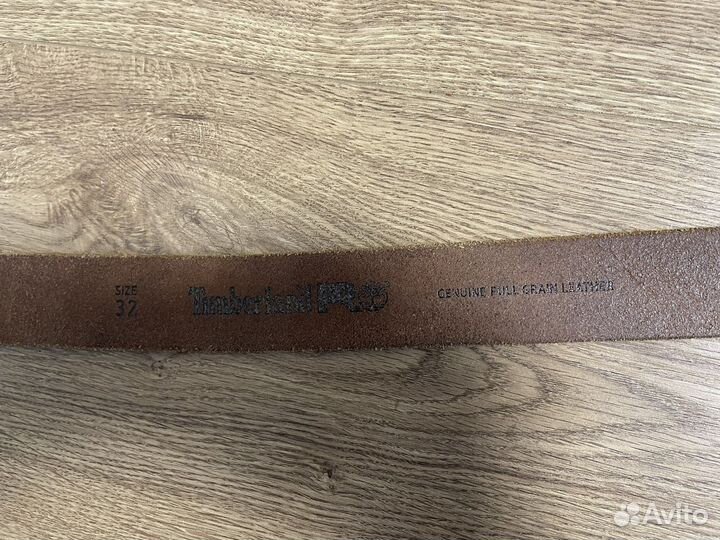 SIZE
32
Timberland PRO
GENUINE FULL GRAIN LEATHER
Avito